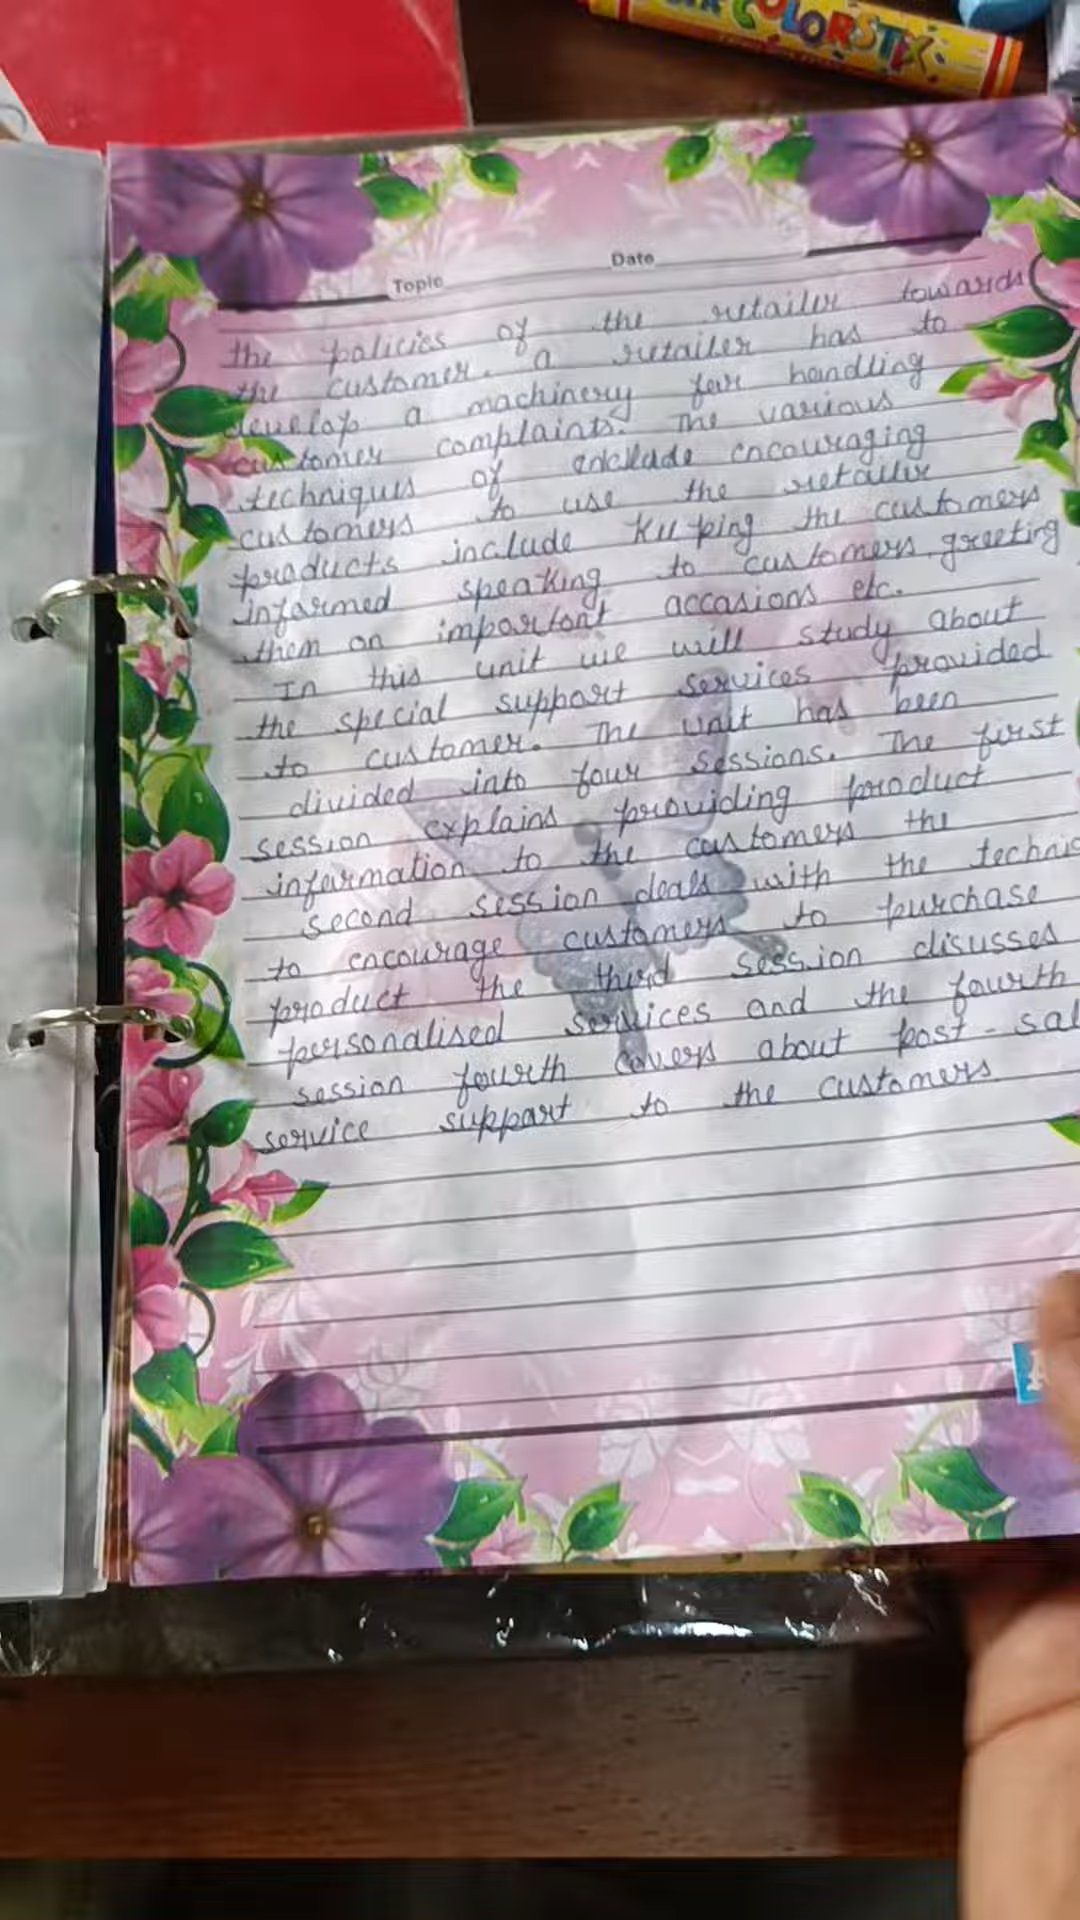 COLORSTIX
Topic
Date
the policies of the retailer towards
the customer. a retailer has to
develop a machinery for handling
customer complaints. The various
techniques of include encouraging
customers to use the retailer
products include keeping the customers
informed speaking to customers, greeting
them on important accasions etc.
In this unit we will study about
the special support services provided
to customer. The unit has been
divided into four sessions. The first
session explains providing product
information to the customers the
second session deals with the technic
to encourage customers to purchase
product the third session disusses
personalised services and the fourth
session fourth covers about post - sal
service support to the customers